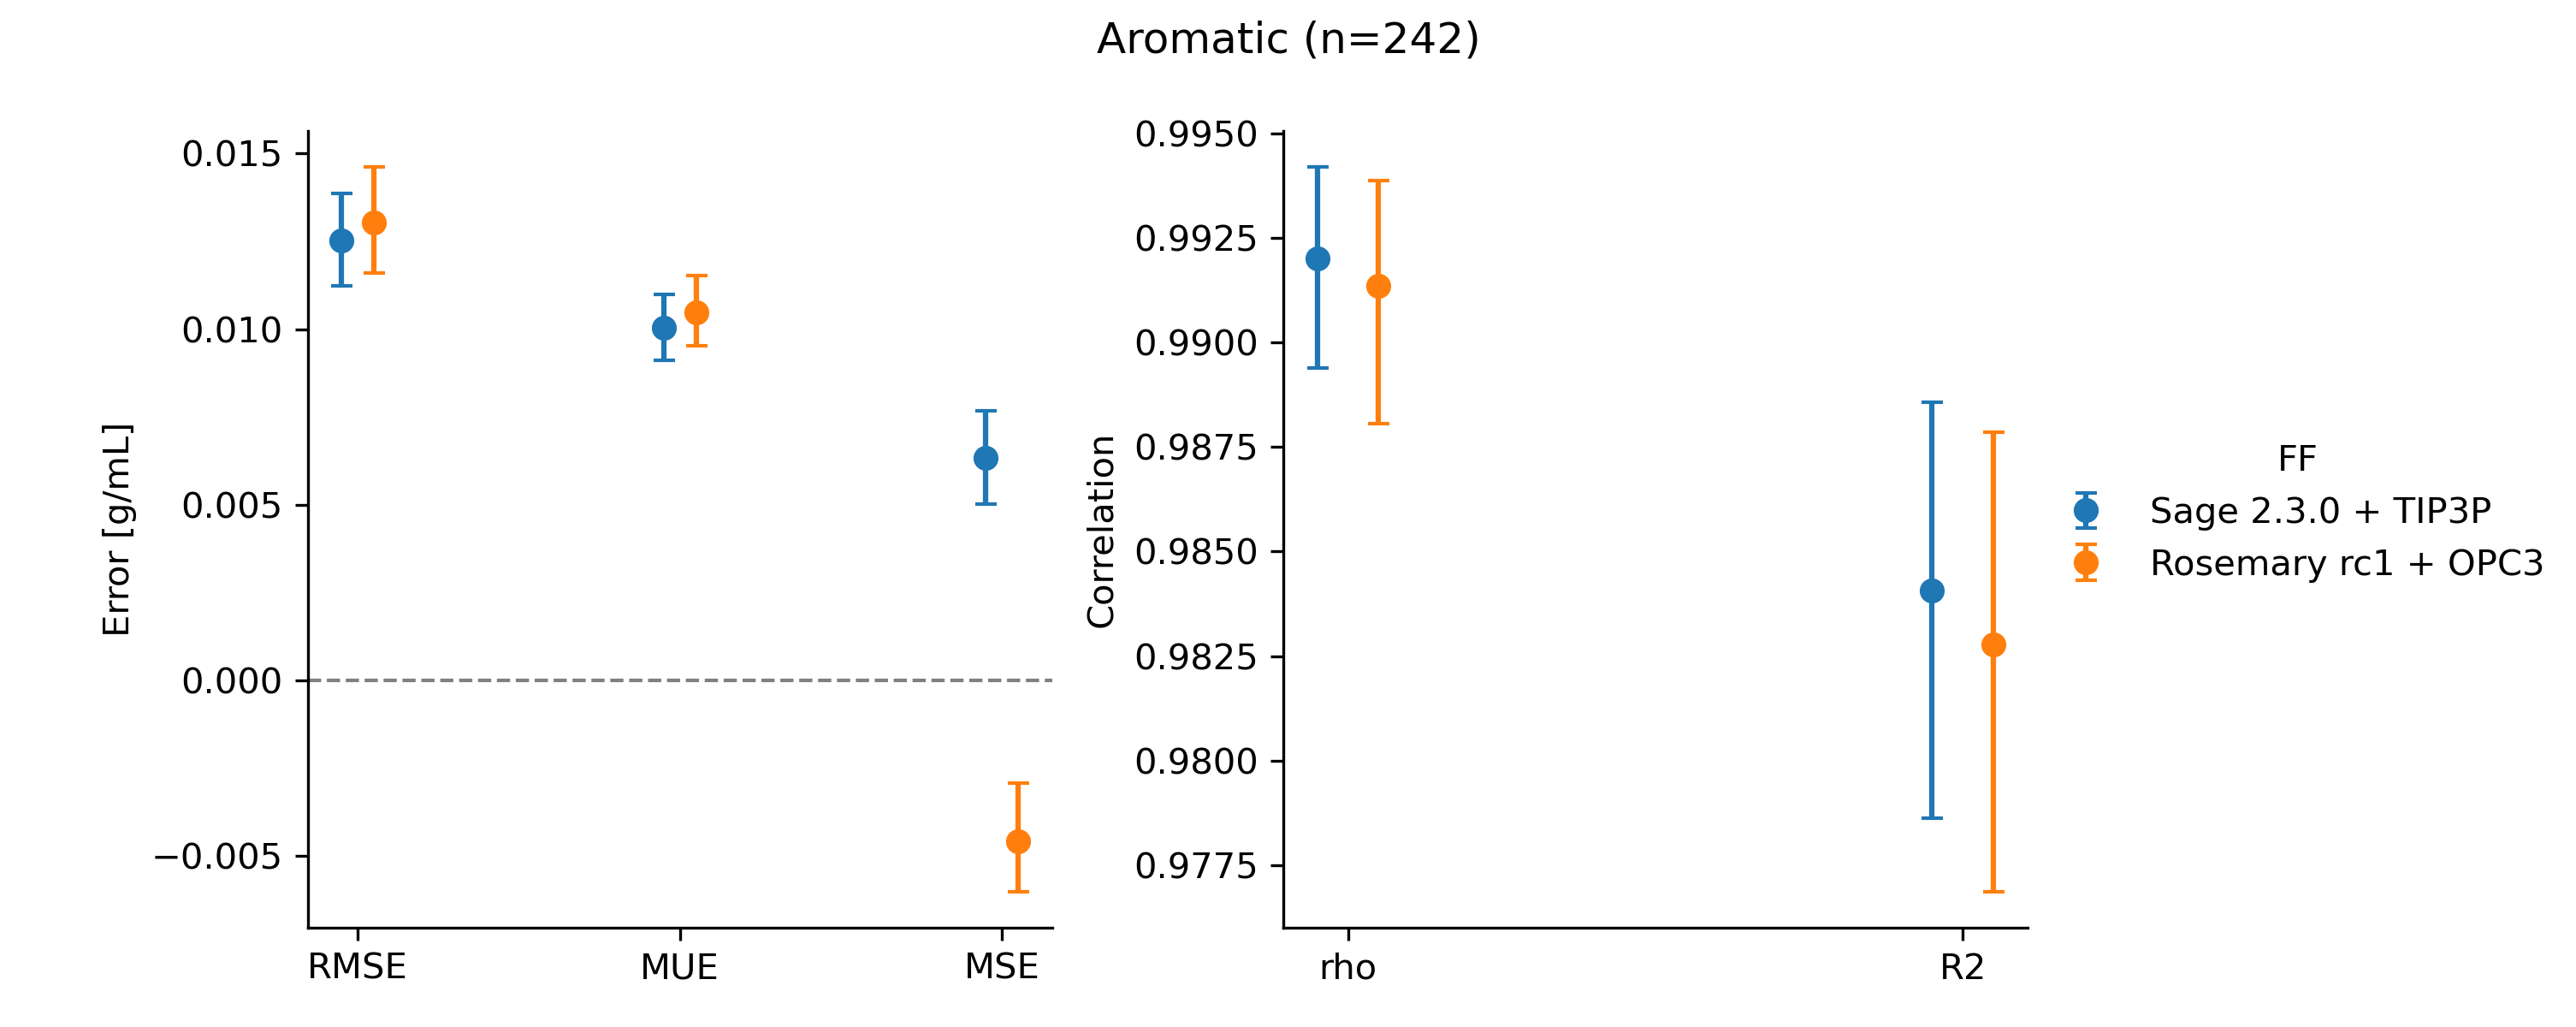 Aromatic (n=242)
Error [g/mL]
0.015
0.010
0.005
0.000
−0.005
RMSE
MUE
MSE
Correlation
0.9950
0.9925
0.9900
0.9875
0.9850
0.9825
0.9800
0.9775
rho
R2
FF
Sage 2.3.0 + TIP3P
Rosemary rc1 + OPC3